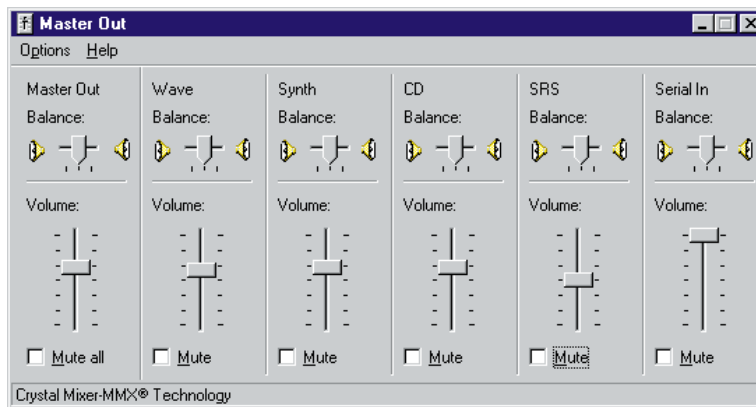 Master Out
Options Help
Master Out Wave Synth CD SRS Serial In
Balance: Balance: Balance: Balance: Balance: Balance:
Volume: Volume: Volume: Volume: Volume: Volume:
Mute all Mute Mute Mute Mute Mute
Crystal Mixer-MMX® Technology